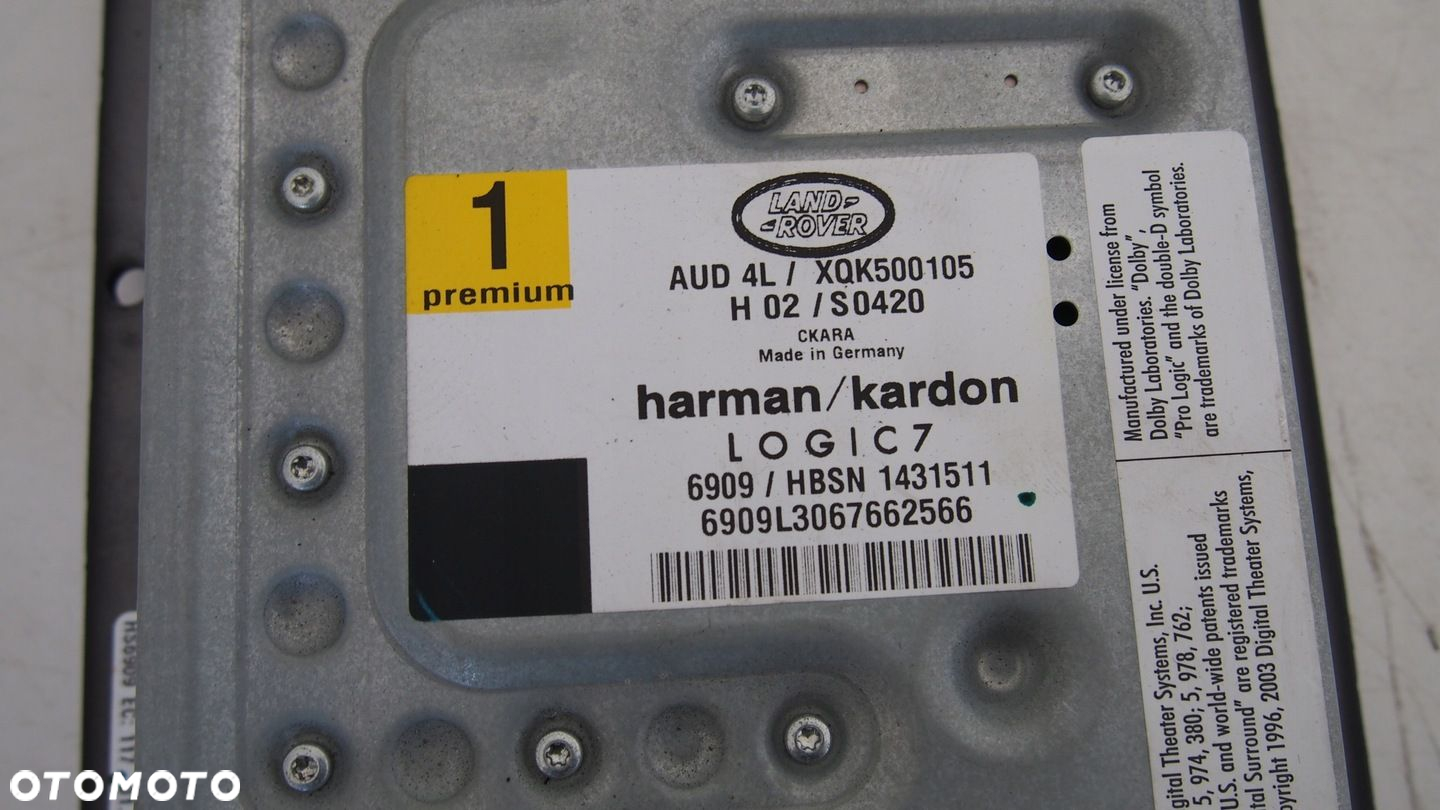 1
premium
LAND-
-ROVER
AUD 4L / XQK500105
H 02 / S0420
CKARA
Made in Germany
harman/kardon
LOGIC7
6909 / HBSN 1431511
6909L3067662566
Manufactured under license from
Dolby Laboratories. "Dolby",
"Pro Logic" and the double-D symbol
are trademarks of Dolby Laboratories.
gital Theater Systems, Inc. U.S.
5, 974, 380; 5, 978, 762;
U.S. and world-wide patents issued
tal Surround" are registered trademarks
pyright 1996, 2003 Digital Theater Systems,
OTOMOTO